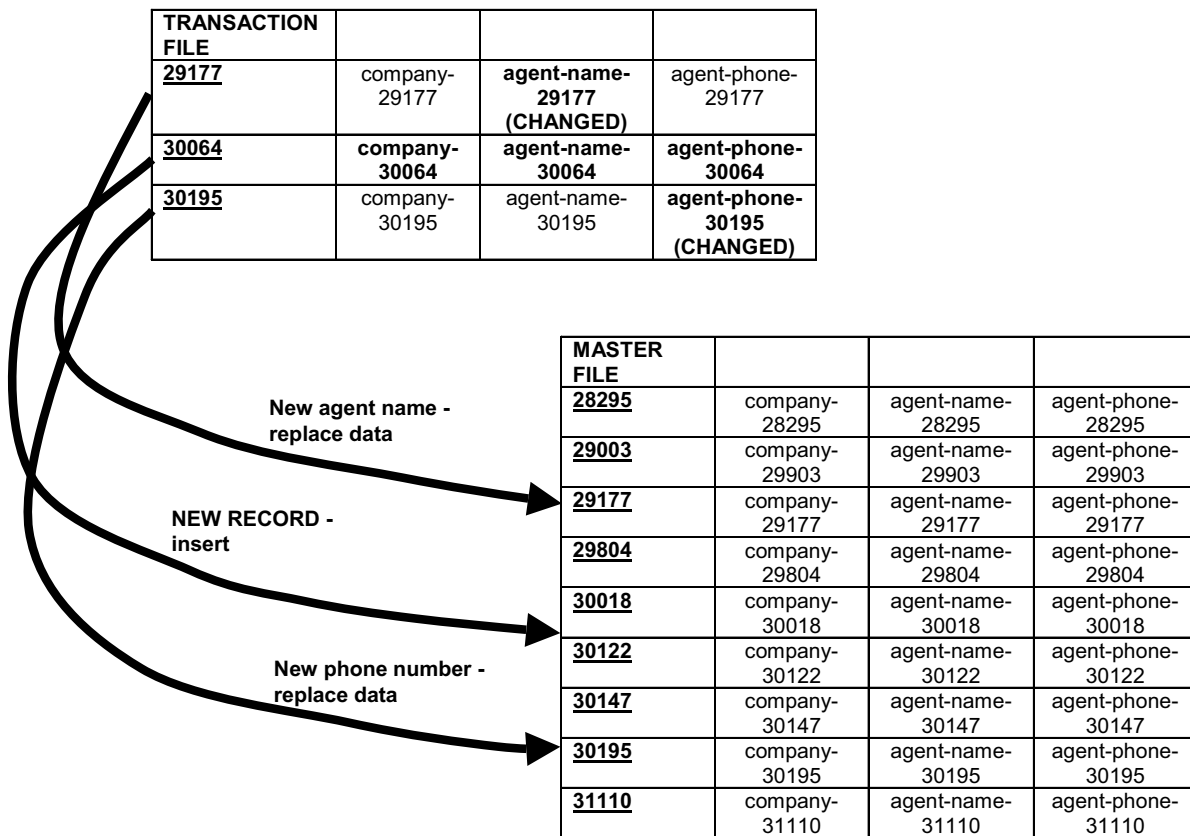 TRANSACTION
FILE
29177
company-
29177
agent-name-
29177
(CHANGED)
agent-phone-
29177
30064
company-
30064
agent-name-
30064
agent-phone-
30064
30195
company-
30195
agent-name-
30195
agent-phone-
30195
(CHANGED)
New agent name -
replace data
NEW RECORD -
insert
New phone number -
replace data
MASTER
FILE
28295
company-
28295
agent-name-
28295
agent-phone-
28295
29003
company-
29903
agent-name-
29903
agent-phone-
29903
29177
company-
29177
agent-name-
29177
agent-phone-
29177
29804
company-
29804
agent-name-
29804
agent-phone-
29804
30018
company-
30018
agent-name-
30018
agent-phone-
30018
30122
company-
30122
agent-name-
30122
agent-phone-
30122
30147
company-
30147
agent-name-
30147
agent-phone-
30147
30195
company-
30195
agent-name-
30195
agent-phone-
30195
31110
company-
31110
agent-name-
31110
agent-phone-
31110